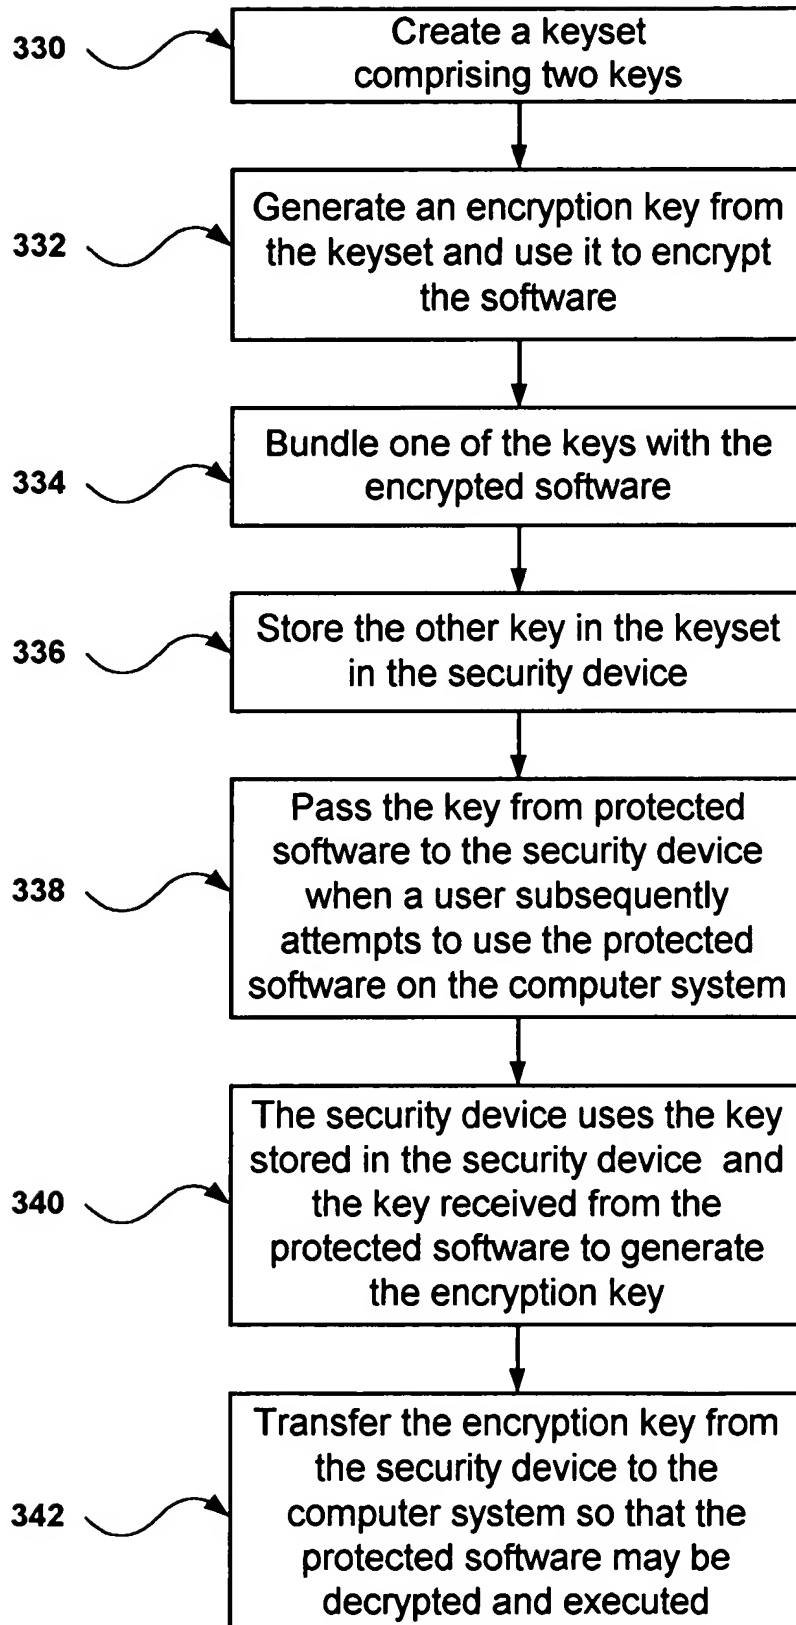 330
Create a keyset
comprising two keys
332
Generate an encryption key from
the keyset and use it to encrypt
the software
334
Bundle one of the keys with the
encrypted software
336
Store the other key in the keyset
in the security device
338
Pass the key from protected
software to the security device
when a user subsequently
attempts to use the protected
software on the computer system
340
The security device uses the key
stored in the security device and
the key received from the
protected software to generate
the encryption key
342
Transfer the encryption key from
the security device to the
computer system so that the
protected software may be
decrypted and executed